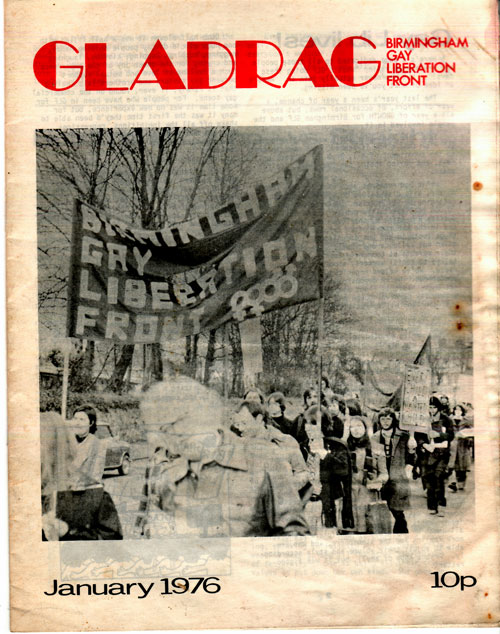 GLADRAG
BIRMINGHAM
GAY
LIBERATION
FRONT
BIRMINGHAM
GAY
LIBERATION
FRONT
January 1976
10p